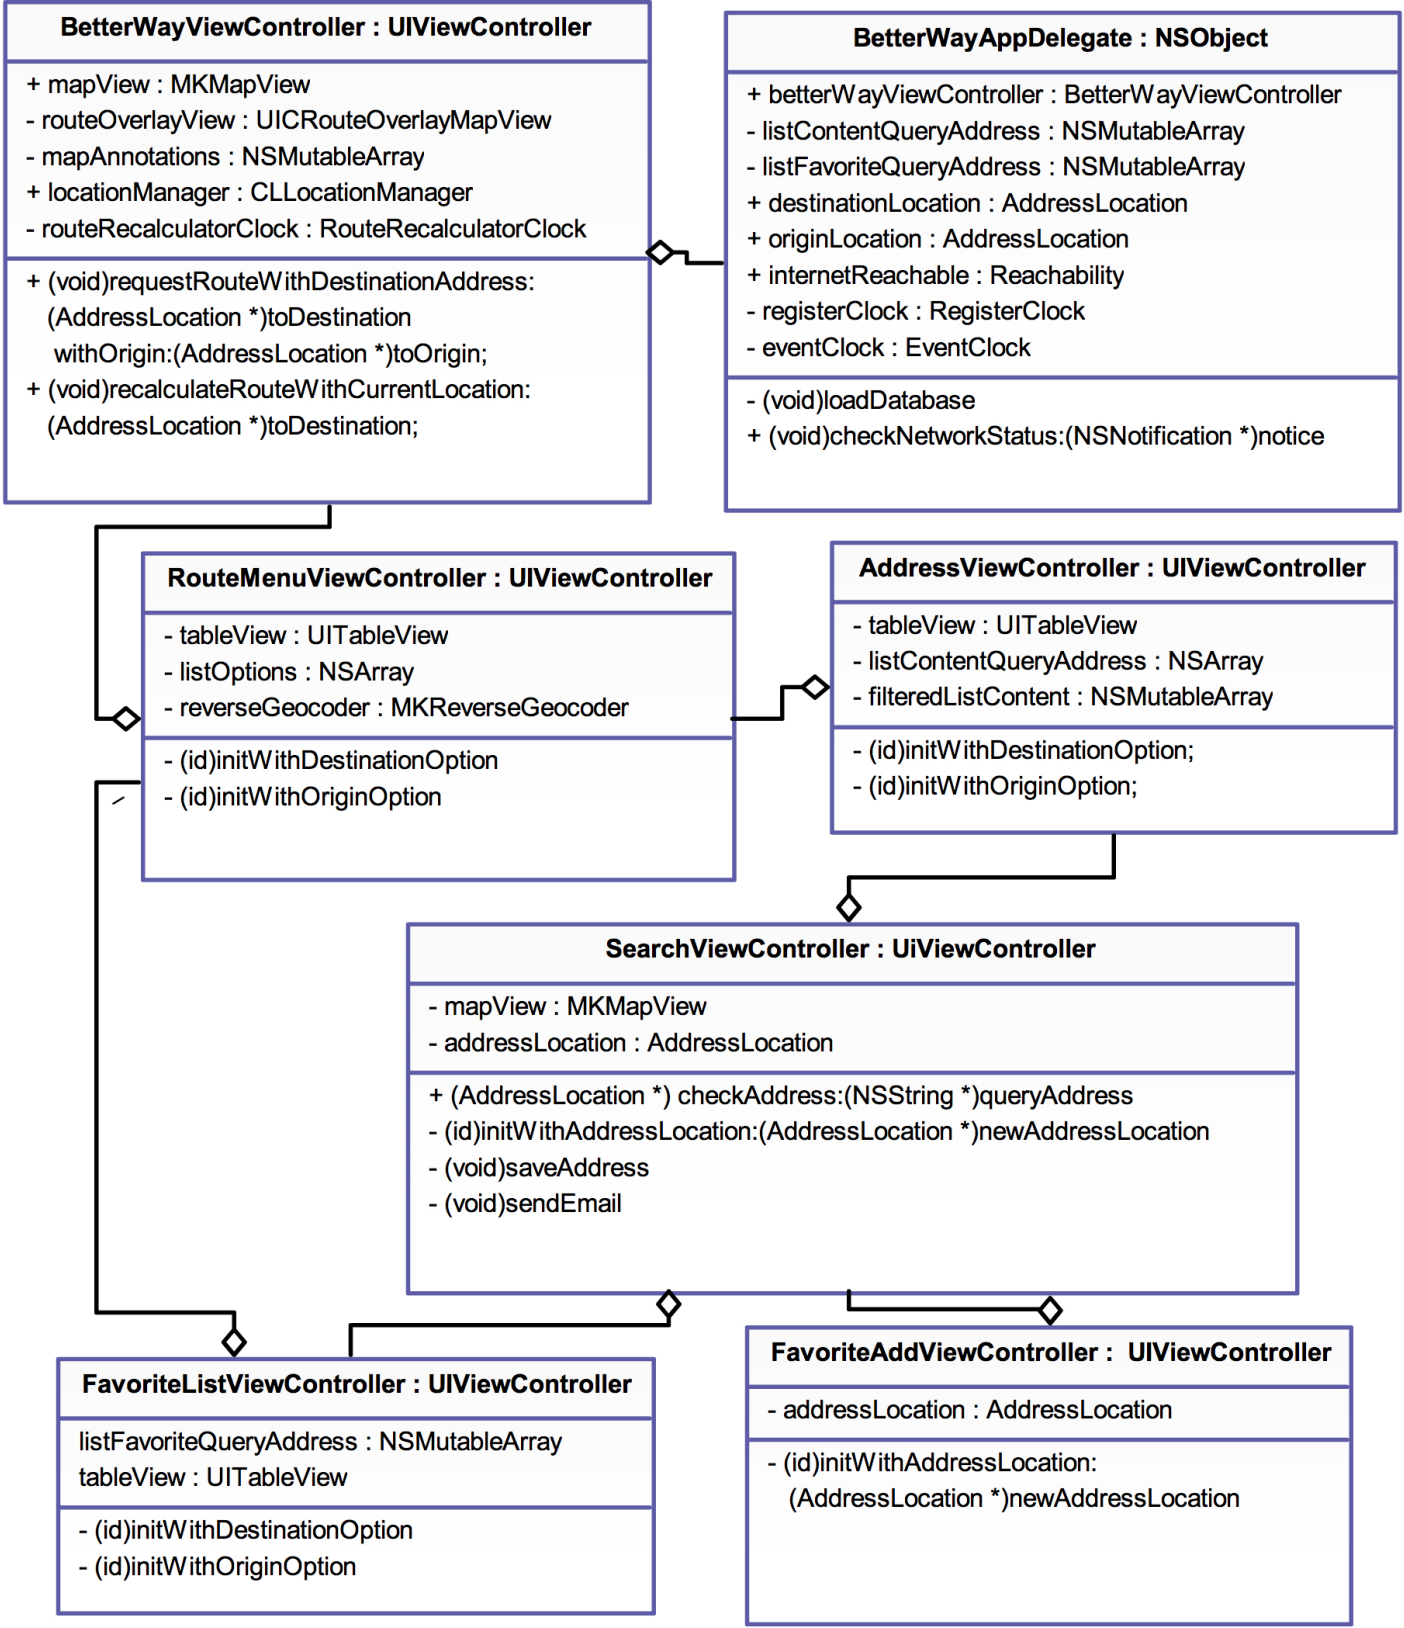 BetterWayViewController : UIViewController
+ mapView : MKMapView
- routeOverlayView : UICRouteOverlayMapView
- mapAnnotations : NSMutableArray
+ locationManager : CLLocationManager
- routeRecalculatorClock : RouteRecalculatorClock
+ (void)requestRouteWithDestinationAddress:
(AddressLocation *)toDestination
withOrigin:(AddressLocation *)toOrigin;
+ (void)recalculateRouteWithCurrentLocation:
(AddressLocation *)toDestination;
BetterWayAppDelegate : NSObject
+ betterWayViewController : BetterWayViewController
- listContentQueryAddress : NSMutableArray
- listFavoriteQueryAddress : NSMutableArray
+ destinationLocation : AddressLocation
+ originLocation : AddressLocation
+ internetReachable : Reachability
- registerClock : RegisterClock
- eventClock : EventClock
- (void)loadDatabase
+ (void)checkNetworkStatus:(NSNotification *)notice
RouteMenuViewController : UIViewController
- tableView : UITableView
- listOptions : NSArray
- reverseGeocoder : MKReverseGeocoder
- (id)initWithDestinationOption
- (id)initWithOriginOption
AddressViewController : UIViewController
- tableView : UITableView
- listContentQueryAddress : NSArray
- filteredListContent : NSMutableArray
- (id)initWithDestinationOption;
- (id)initWithOriginOption;
SearchViewController : UiViewController
- mapView : MKMapView
- addressLocation : AddressLocation
+ (AddressLocation *) checkAddress:(NSString *)queryAddress
- (id)initWithAddressLocation:(AddressLocation *)newAddressLocation
- (void)saveAddress
- (void)sendEmail
FavoriteListViewController : UIViewController
listFavoriteQueryAddress : NSMutableArray
tableView : UITableView
- (id)initWithDestinationOption
- (id)initWithOriginOption
FavoriteAddViewController :  UIViewController
- addressLocation : AddressLocation
- (id)initWithAddressLocation:
(AddressLocation *)newAddressLocation